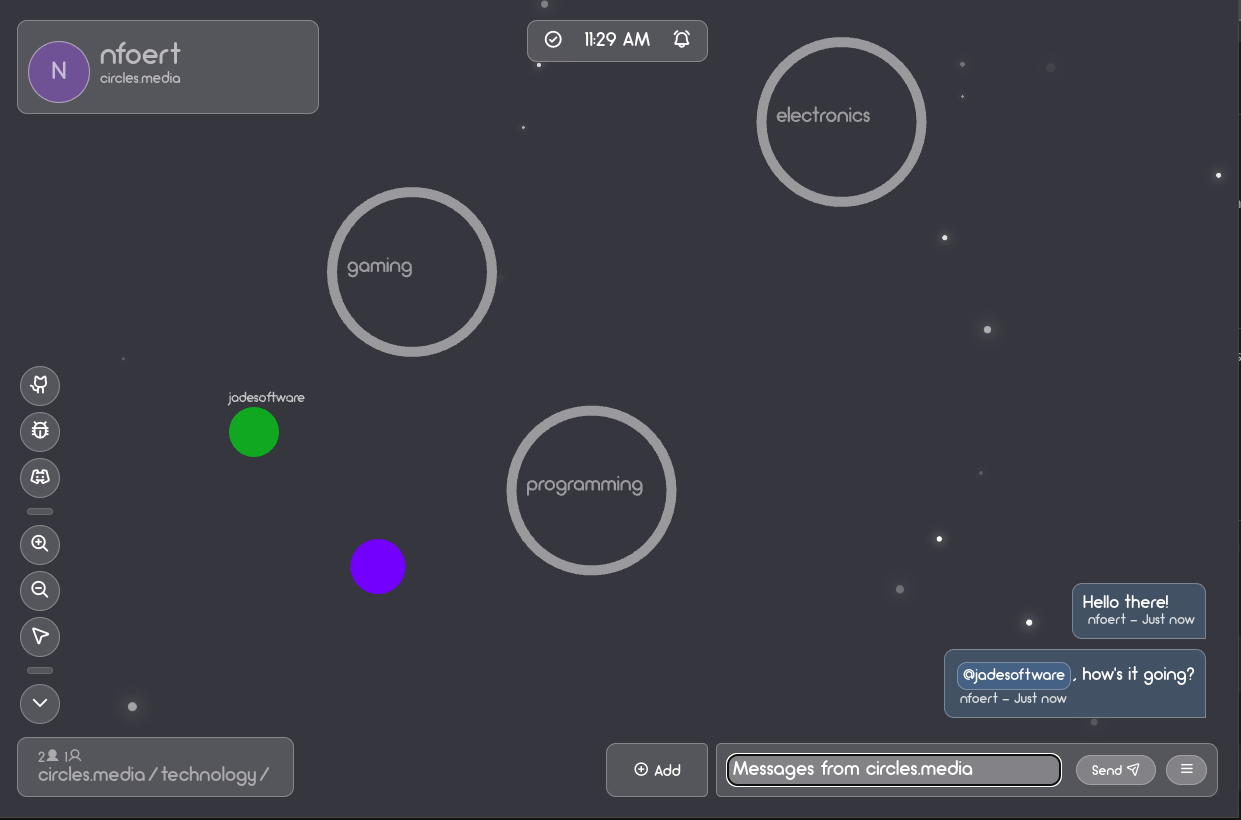 N
nfoert
circles.media
11:29 AM
electronics
gaming
jadesoftware
programming
Hello there!
nfoert – Just now
@jadesoftware, how's it going?
nfoert – Just now
2 1
circles.media / technology /
Add
Messages from circles.media
Send